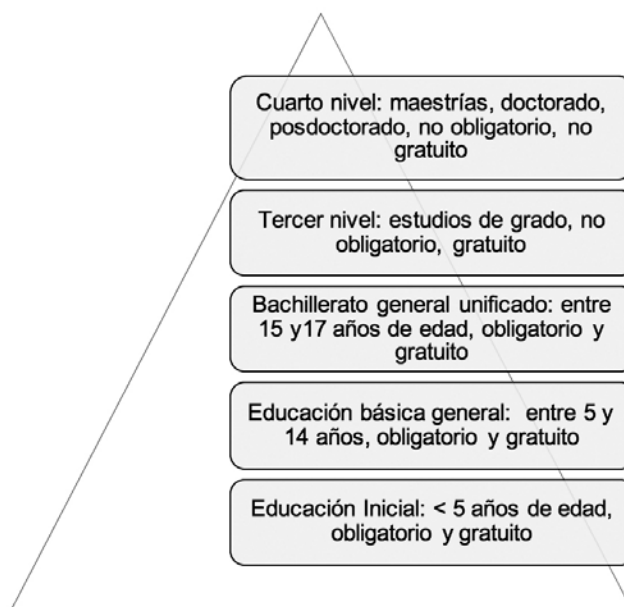 Cuarto nivel: maestrías, doctorado,
posdoctorado, no obligatorio, no
gratuito
Tercer nivel: estudios de grado, no
obligatorio, gratuito
Bachillerato general unificado: entre
15 y17 años de edad, obligatorio y
gratuito
Educación básica general:  entre 5 y
14 años, obligatorio y gratuito
Educación Inicial: < 5 años de edad,
obligatorio y gratuito